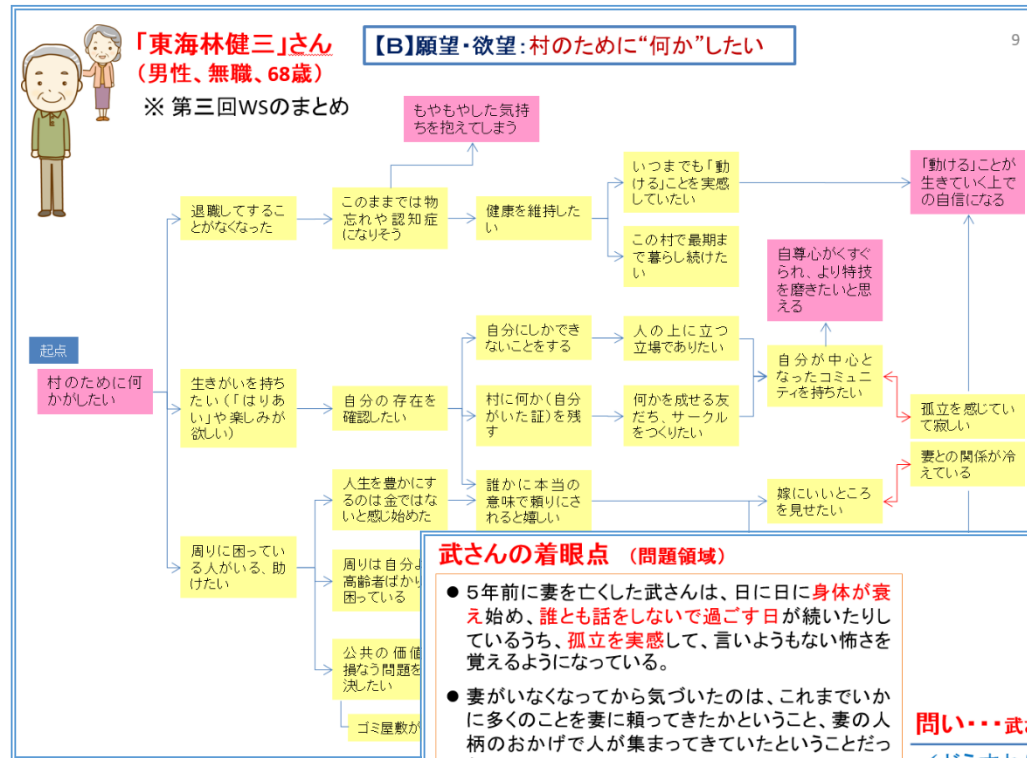 「東海林健三」さん
(男性、無職、68歳)
※ 第三回WSのまとめ
【B】願望・欲望:村のために“何か”したい
9
もやもやした気持
ちを抱えてしまう
退職してするこ
とがなくなった
このままでは物
忘れや認知症
になりそう
健康を維持した
い
いつまでも「動
ける」ことを実感
していたい
この村で最期ま
で暮らし続けた
い
「動ける」ことが
生きていく上で
の自信になる
自尊心がくすぐ
られ、より特技
を磨きたいと思
える
起点
村のために何
かがしたい
生きがいを持ち
たい(「はりあ
い」や楽しみが
欲しい)
自分の存在を
確認したい
自分にしかでき
ないことをする
人の上に立つ
立場でありたい
村に何か(自分
がいた証)を残
す
何かを成せる友
だち、サークル
をつくりたい
自分が中心と
なったコミュニ
ティを持ちたい
孤立を感じてい
て寂しい
妻との関係が冷
えている
誰かに本当の
意味で頼りにさ
れると嬉しい
嫁にいいところ
を見せたい
周りに困ってい
る人がいる、助
けたい
人生を豊かにす
るのは金ではな
いと感じ始めた
周りは自分よ
高齢者ばかり
困っている
公共の価値
損なう問題を
決したい
ゴミ屋敷が
武さんの着眼点 (問題領域)
● 5年前に妻を亡くした武さんは、日に日に身体が衰
え始め、誰とも話をしないで過ごす日が続いたりし
ているうち、孤立を実感して、言いようもない怖さを
覚えるようになっている。
● 妻がいなくなってから気づいたのは、これまでいか
に多くのことを妻に頼ってきたかということ、妻の人
柄のおかげで人が集まってきていたということだっ
問い・・・武さ